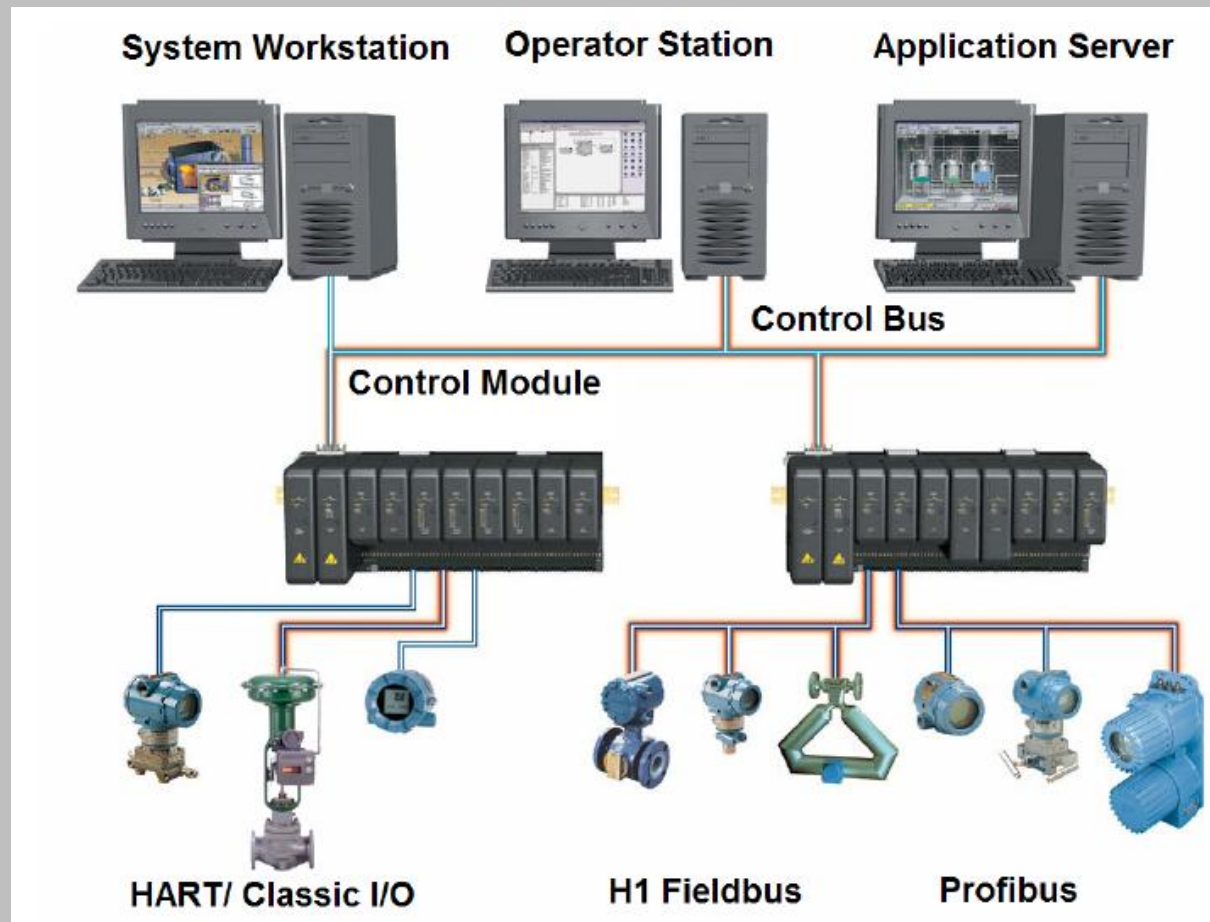 System Workstation
Operator Station
Application Server
Control Bus
Control Module
HART/ Classic I/O
H1 Fieldbus
Profibus